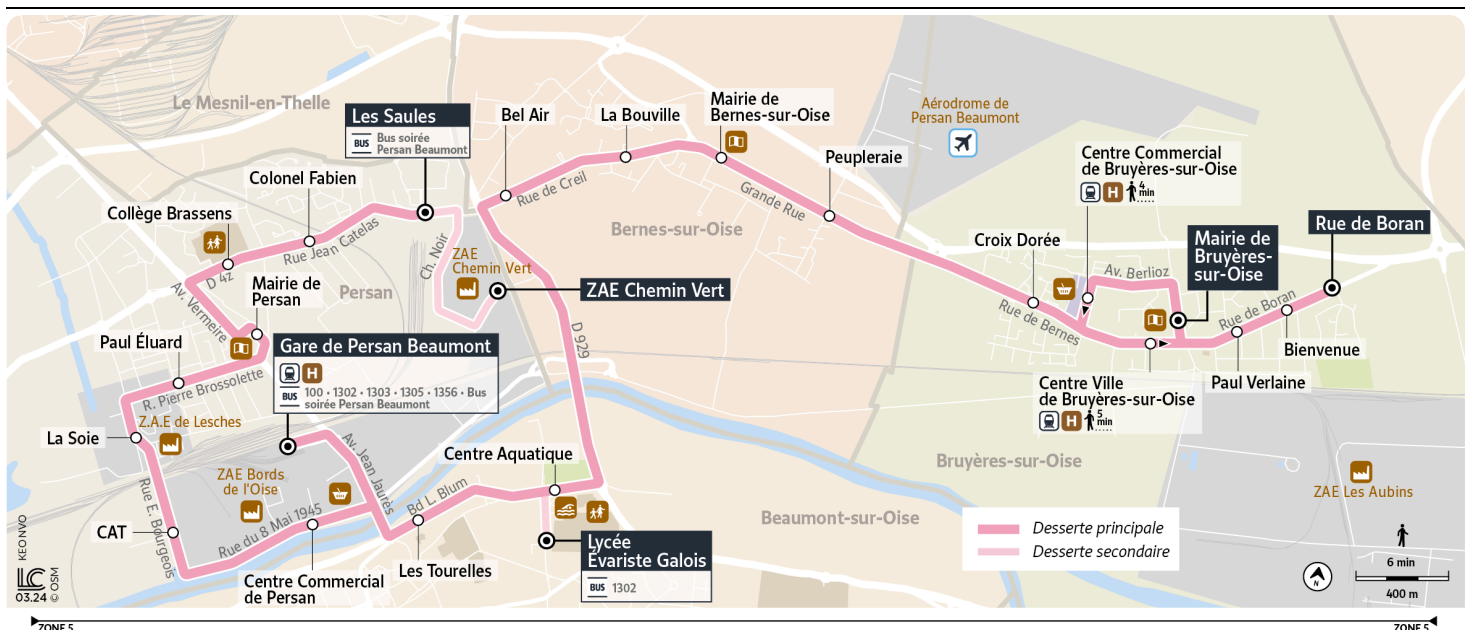 Le Mesnil-en-Thelle
Les Saules
BUS
Bus soirée
Persan Beaumont
Bel Air
La Bouville
Mairie de
Bernes-sur-Oise
Aérodrome de
Persan Beaumont
Peupleraie
Centre Commercial
de Bruyères-sur-Oise
H
4
min
Colonel Fabien
Collège Brassens
Rue de Creil
Grande Rue
Rue Jean Catelas
Bernes-sur-Oise
Croix Dorée
Mairie de
Bruyères-
sur-Oise
Rue de Boran
Ch. Noir
ZAE
Chemin Vert
D 4z
Mairie de
Persan
Persan
ZAE Chemin Vert
Av. Berlioz
Rue de Boran
Av. Vermeire
Rue de Bernes
D 929
Paul Éluard
Gare de Persan Beaumont
H
BUS
100 • 1302 • 1303 • 1305 • 1356 • Bus
soirée Persan Beaumont
Bienvenue
Paul Verlaine
Centre Ville
de Bruyères-sur-Oise
H
5
min
R. Pierre Brossolette
Z.A.E de Lesches
La Soie
Av. Jean Jaurès
Centre Aquatique
Bruyères-sur-Oise
ZAE Bords
de l'Oise
Bd L. Blum
ZAE Les Aubins
Rue E. Bourgeois
Rue du 8 Mai 1945
CAT
Beaumont-sur-Oise
Desserte principale
Desserte secondaire
Lycée
Évariste Galois
BUS
1302
Les Tourelles
Centre Commercial
de Persan
KEONVO
LC
03.24 © OSM
N
6 min
400 m
ZONE 5
ZONE 5